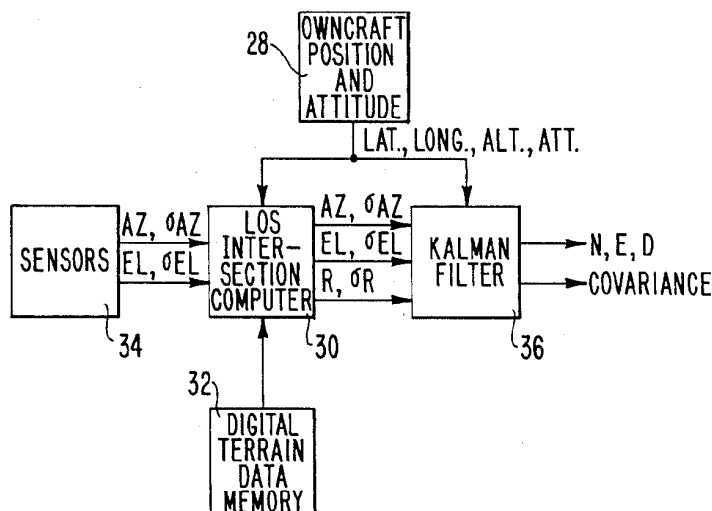 28
OWNCRAFT
POSITION
AND
ATTITUDE
LAT., LONG., ALT., ATT.
SENSORS
34
AZ, σAZ
EL, σEL
LOS
INTER-
SECTION
COMPUTER
30
AZ, σAZ
EL, σEL
R, σR
KALMAN
FILTER
36
N, E, D
COVARIANCE
32
DIGITAL
TERRAIN
DATA
MEMORY